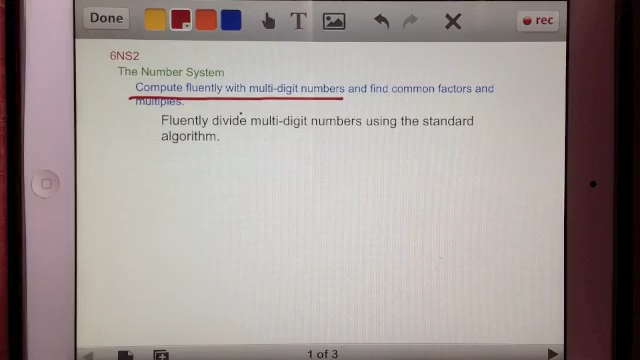 Done
T
rec
6NS2
The Number System
Compute fluently with multi-digit numbers and find common factors and
multiples.
Fluently divide multi-digit numbers using the standard
algorithm.
1 of 3